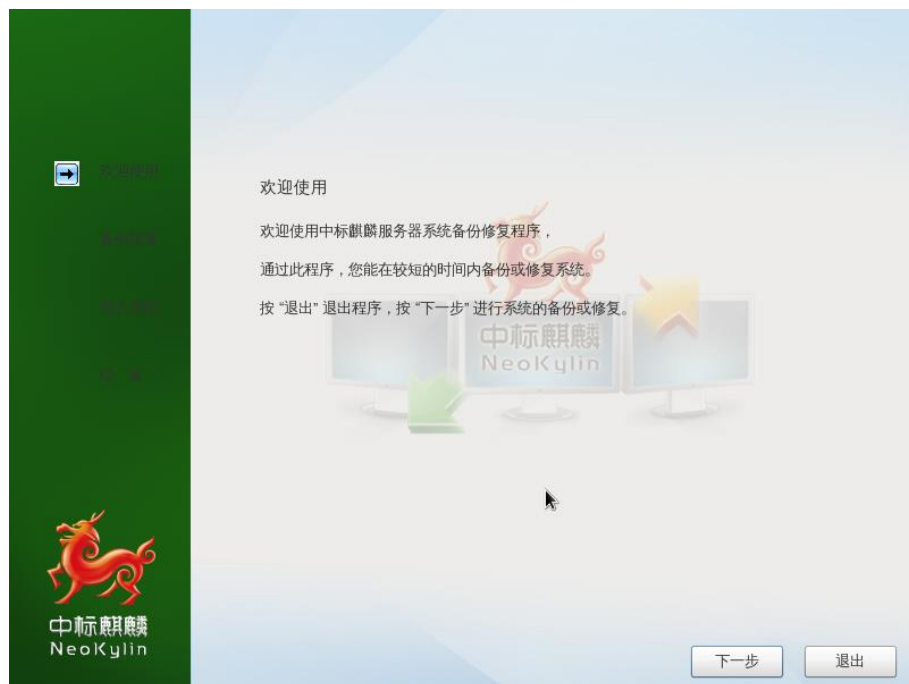 欢迎使用
欢迎使用
欢迎使用中标麒麟服务器系统备份修复程序，
通过此程序，您能在较短的时间内备份或修复系统。
按 “退出” 退出程序，按 “下一步” 进行系统的备份或修复。
中标麒麟
NeoKylin
中标麒麟
NeoKylin
下一步
退出